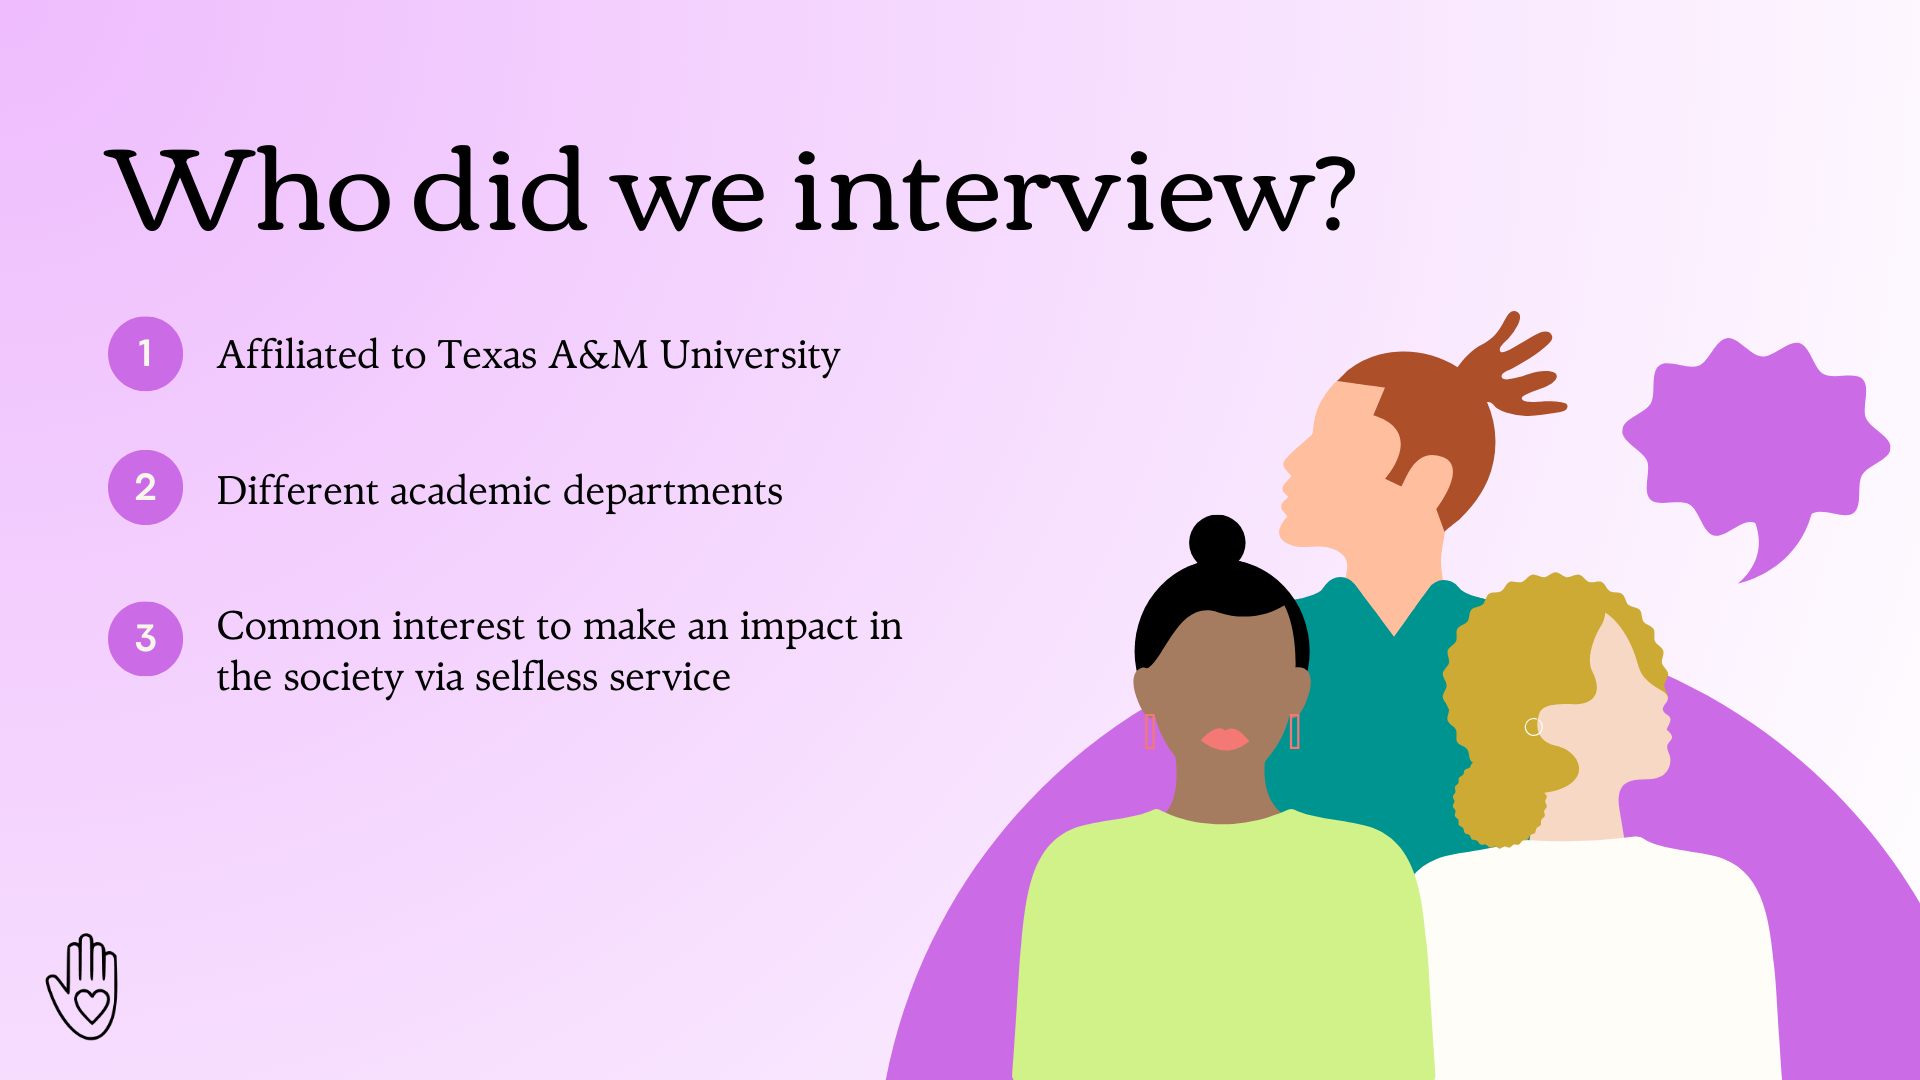 Who did we interview?
1 Affiliated to Texas A&M University
2 Different academic departments
3 Common interest to make an impact in
the society via selfless service